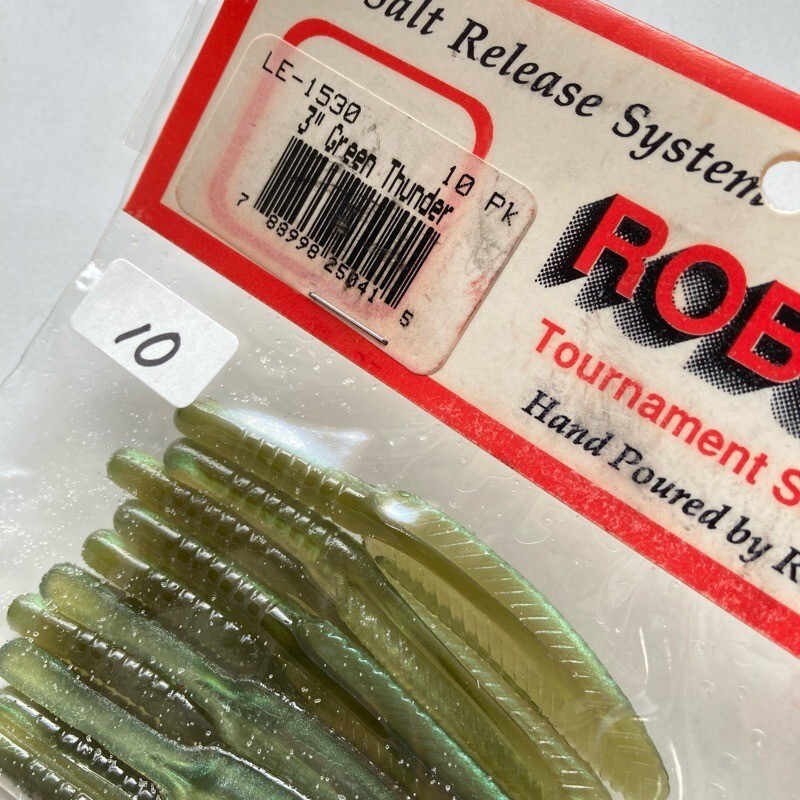 Salt Release System
LE-1530
3" Green Thunder
10 Pk
7 88998 25041 5
10
ROB
Tournament S
Hand Poured by R